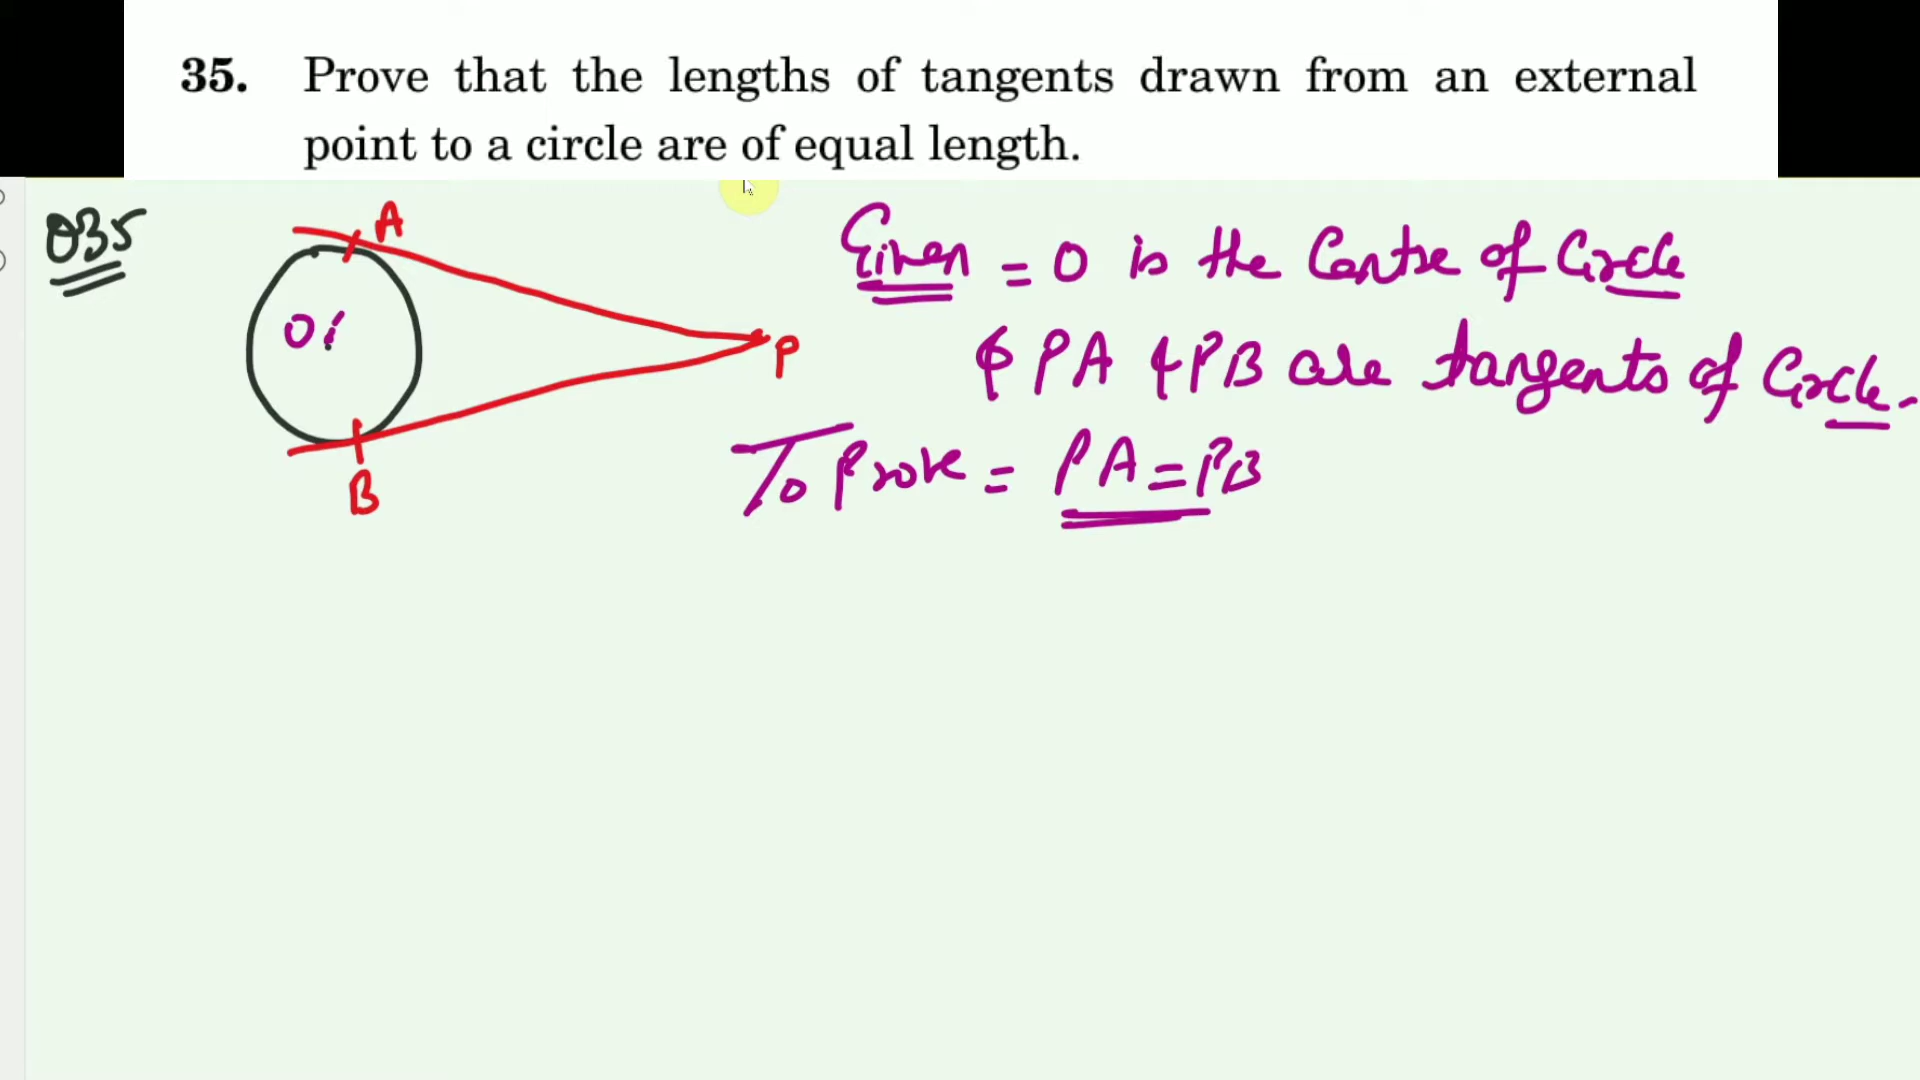 35. Prove that the lengths of tangents drawn from an external
point to a circle are of equal length.
Q35
A
O
P
B
Given = O is the Centre of Circle
& PA & PB are tangents of Circle.
To Prove = PA = PB